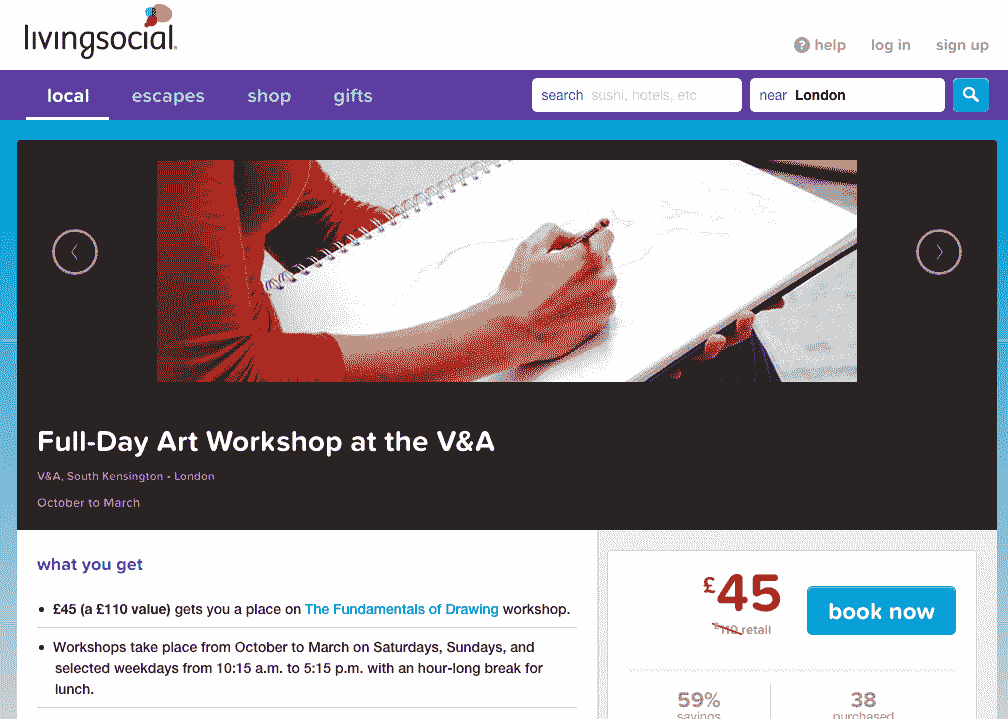 livingsocial.
? help log in sign up
local escapes shop gifts
search sushi, hotels, etc near London
Full-Day Art Workshop at the V&A
V&A, South Kensington • London
October to March
what you get
• £45 (a £110 value) gets you a place on The Fundamentals of Drawing workshop.
• Workshops take place from October to March on Saturdays, Sundays, and
selected weekdays from 10:15 a.m. to 5:15 p.m. with an hour-long break for
lunch.
£45
£110 retail
book now
59%
savings
38
purchased